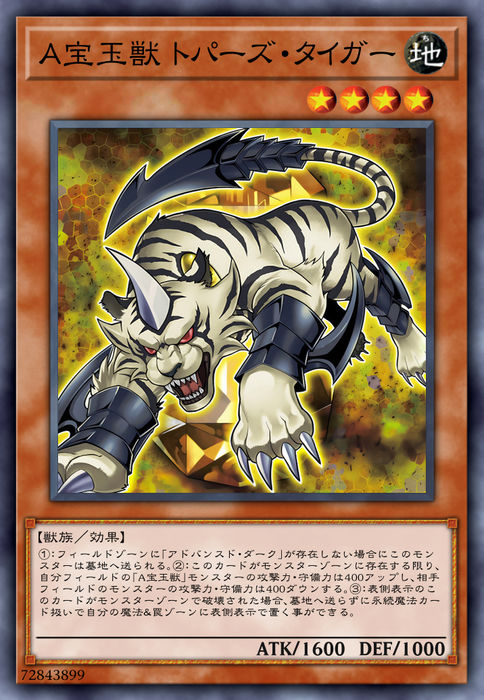 A宝玉獣 トパーズ・タイガー
ち
地
【獣族／効果】
①：フィールドゾーンに「アドバンスド・ダーク」が存在しない場合にこのモン
スターは墓地へ送られる。②：このカードがモンスターゾーンに存在する限り、
自分フィールドの「A宝玉獣」モンスターの攻撃力・守備力は400アップし、相手
フィールドのモンスターの攻撃力・守備力は400ダウンする。③：表側表示のこ
のカードがモンスターゾーンで破壊された場合、墓地へ送らずに永続魔法カー
ド扱いで自分の魔法&罠ゾーンに表側表示で置く事ができる。
ATK/1600 DEF/1000
72843899